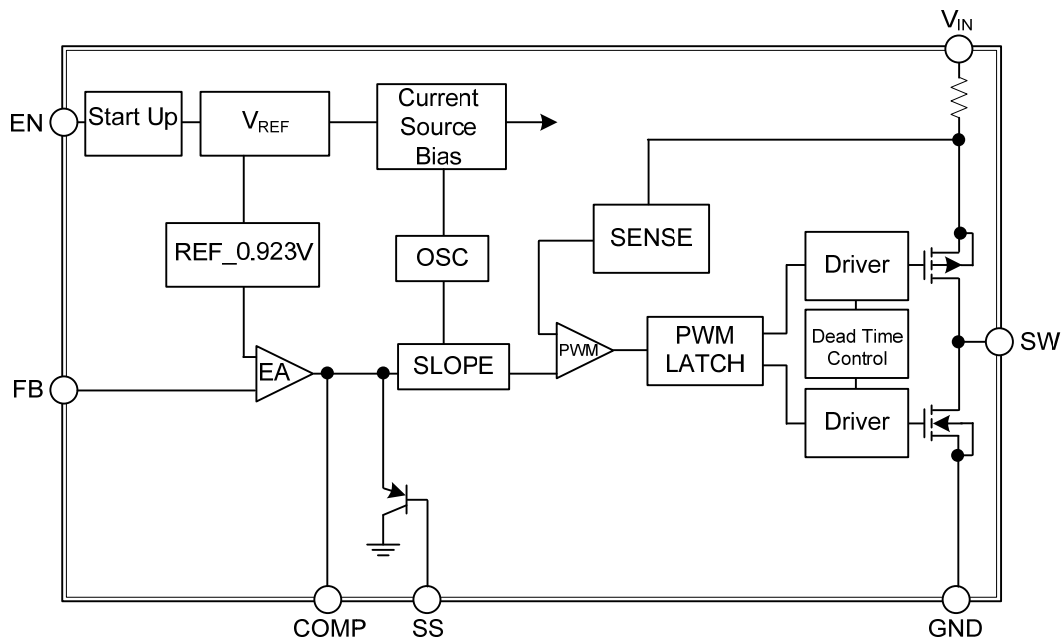 VIN
EN
Start Up
VREF
Current
Source
Bias
REF_0.923V
OSC
SENSE
Driver
Dead Time
Control
SW
PWM
PWM
LATCH
FB
EA
SLOPE
Driver
COMP
SS
GND